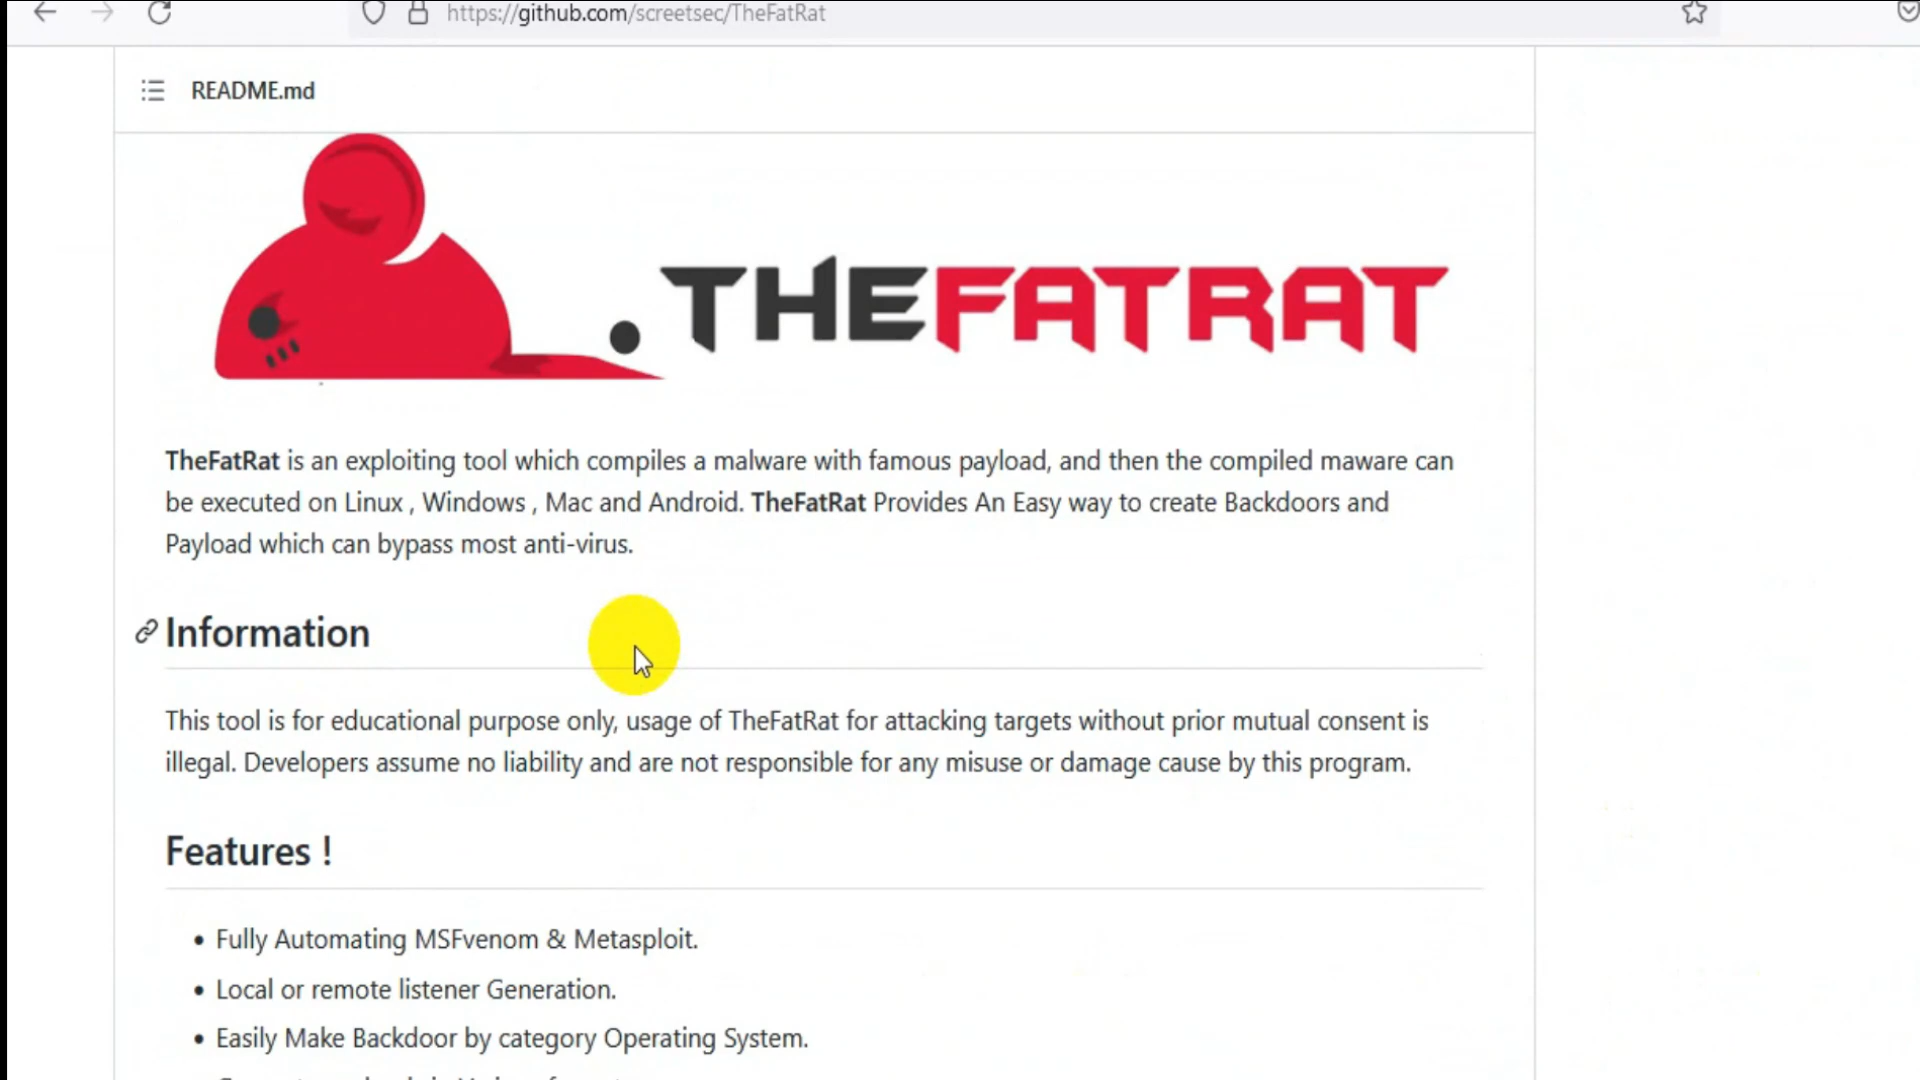 https://github.com/screetsec/TheFatRat
README.md
THEFATRAT
TheFatRat is an exploiting tool which compiles a malware with famous payload, and then the compiled maware can
be executed on Linux , Windows , Mac and Android. TheFatRat Provides An Easy way to create Backdoors and
Payload which can bypass most anti-virus.
Information
This tool is for educational purpose only, usage of TheFatRat for attacking targets without prior mutual consent is
illegal. Developers assume no liability and are not responsible for any misuse or damage cause by this program.
Features !
• Fully Automating MSFvenom & Metasploit.
• Local or remote listener Generation.
• Easily Make Backdoor by category Operating System.